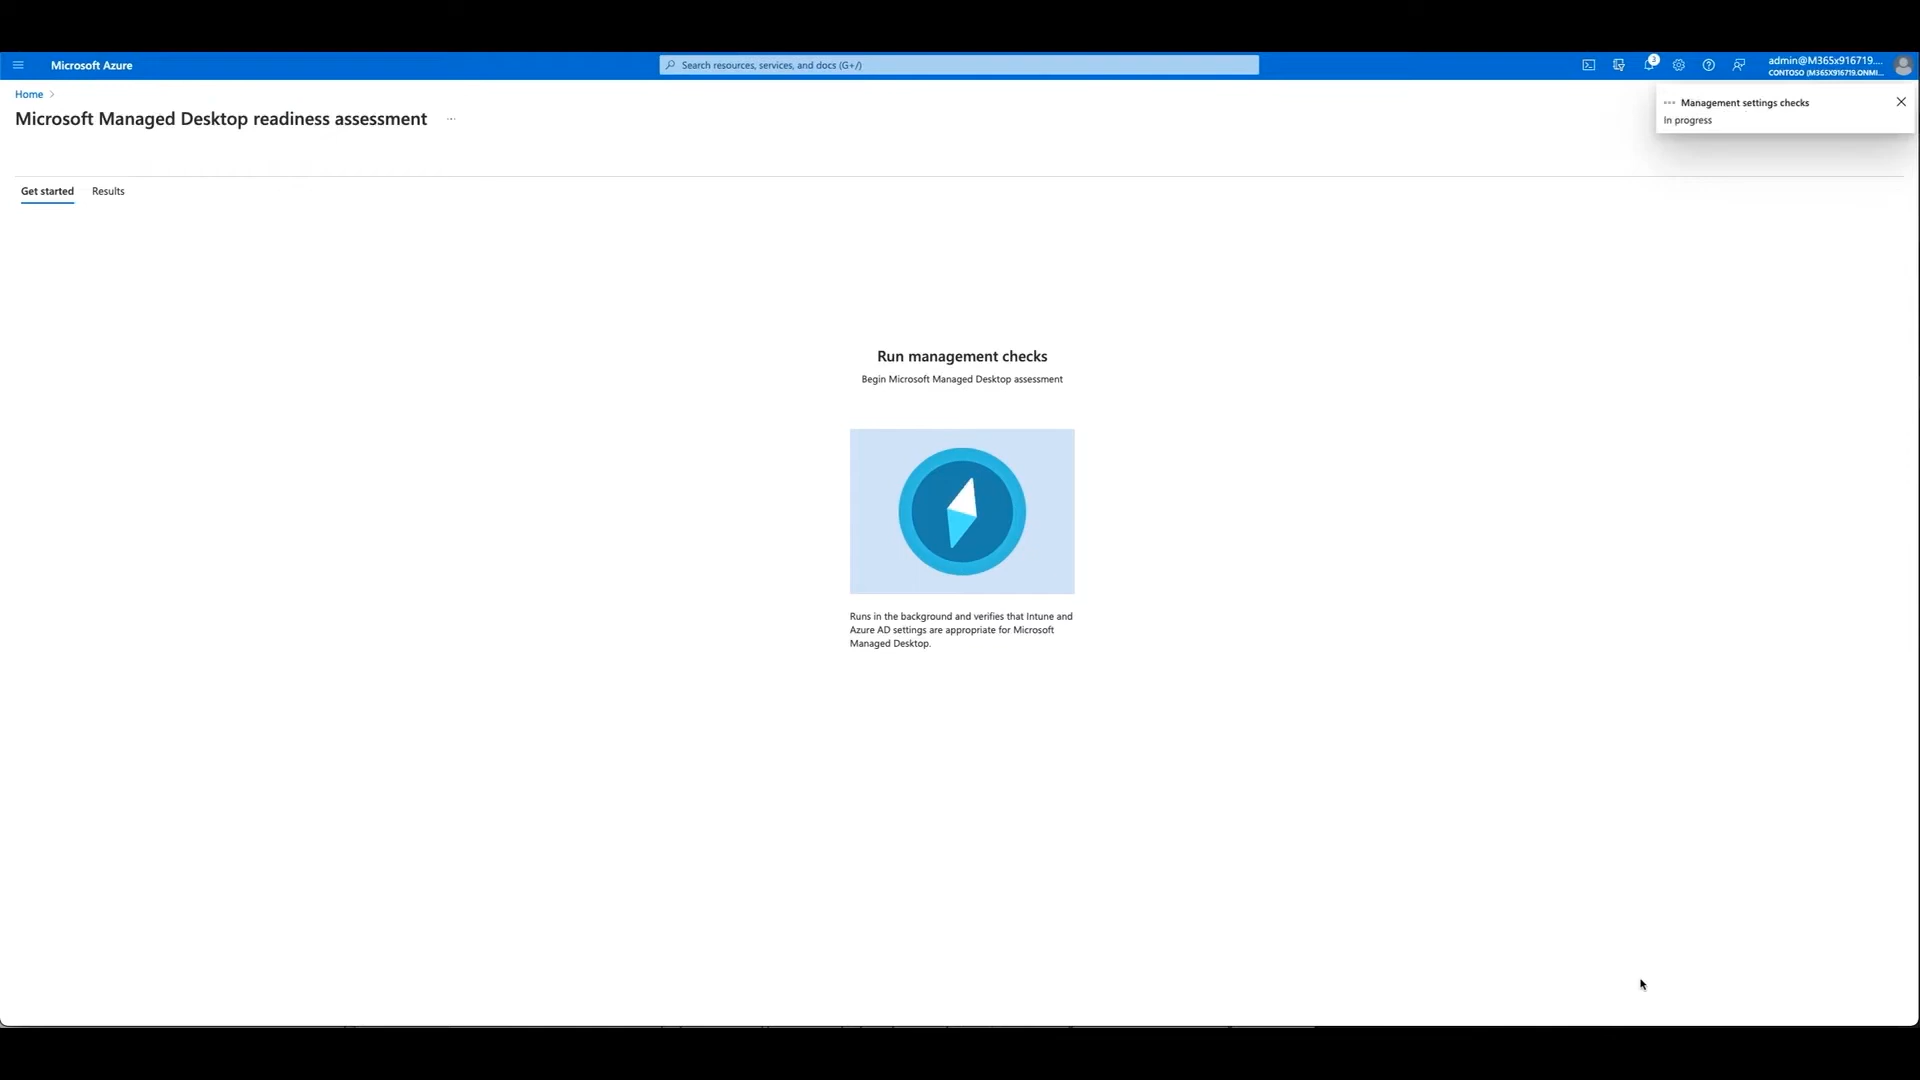 Microsoft Azure
Search resources, services, and docs (G+/)
3
admin@M365x916719....
CONTOSO (M365X916719.ONMI...
Home
Microsoft Managed Desktop readiness assessment
...
Management settings checks
In progress
Get started
Results
Run management checks
Begin Microsoft Managed Desktop assessment
Runs in the background and verifies that Intune and
Azure AD settings are appropriate for Microsoft
Managed Desktop.